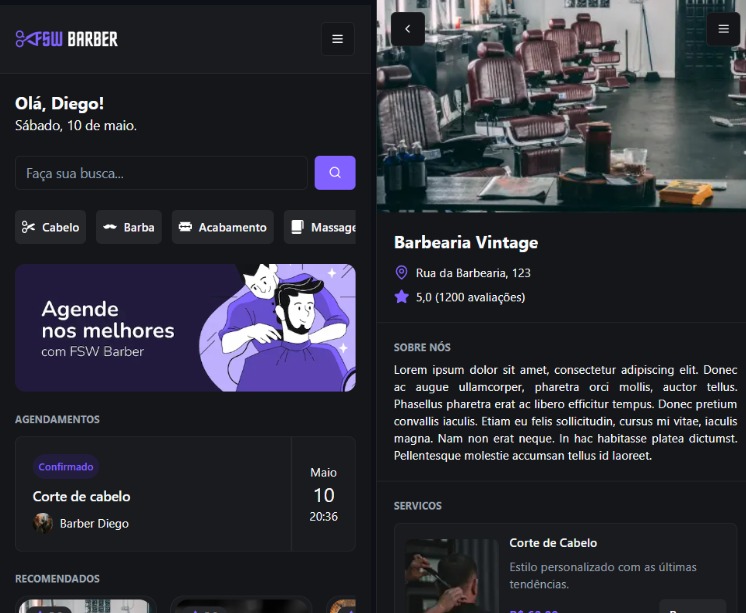 FSW BARBER
Olá, Diego!
Sábado, 10 de maio.
Faça sua busca...
Cabelo
Barba
Acabamento
Massage
Agende
nos melhores
com FSW Barber
AGENDAMENTOS
Confirmado
Corte de cabelo
Barber Diego
Maio
10
20:36
RECOMENDADOS
Barbearia Vintage
Rua da Barbearia, 123
5,0 (1200 avaliações)
SOBRE NÓS
Lorem ipsum dolor sit amet, consectetur adipiscing elit. Donec
ac augue ullamcorper, pharetra orci mollis, auctor tellus.
Phasellus pharetra erat ac libero efficitur tempus. Donec pretium
convallis iaculis. Etiam eu felis sollicitudin, cursus mi vitae, iaculis
magna. Nam non erat neque. In hac habitasse platea dictumst.
Pellentesque molestie accumsan tellus id laoreet.
SERVICOS
Corte de Cabelo
Estilo personalizado com as últimas
tendências.